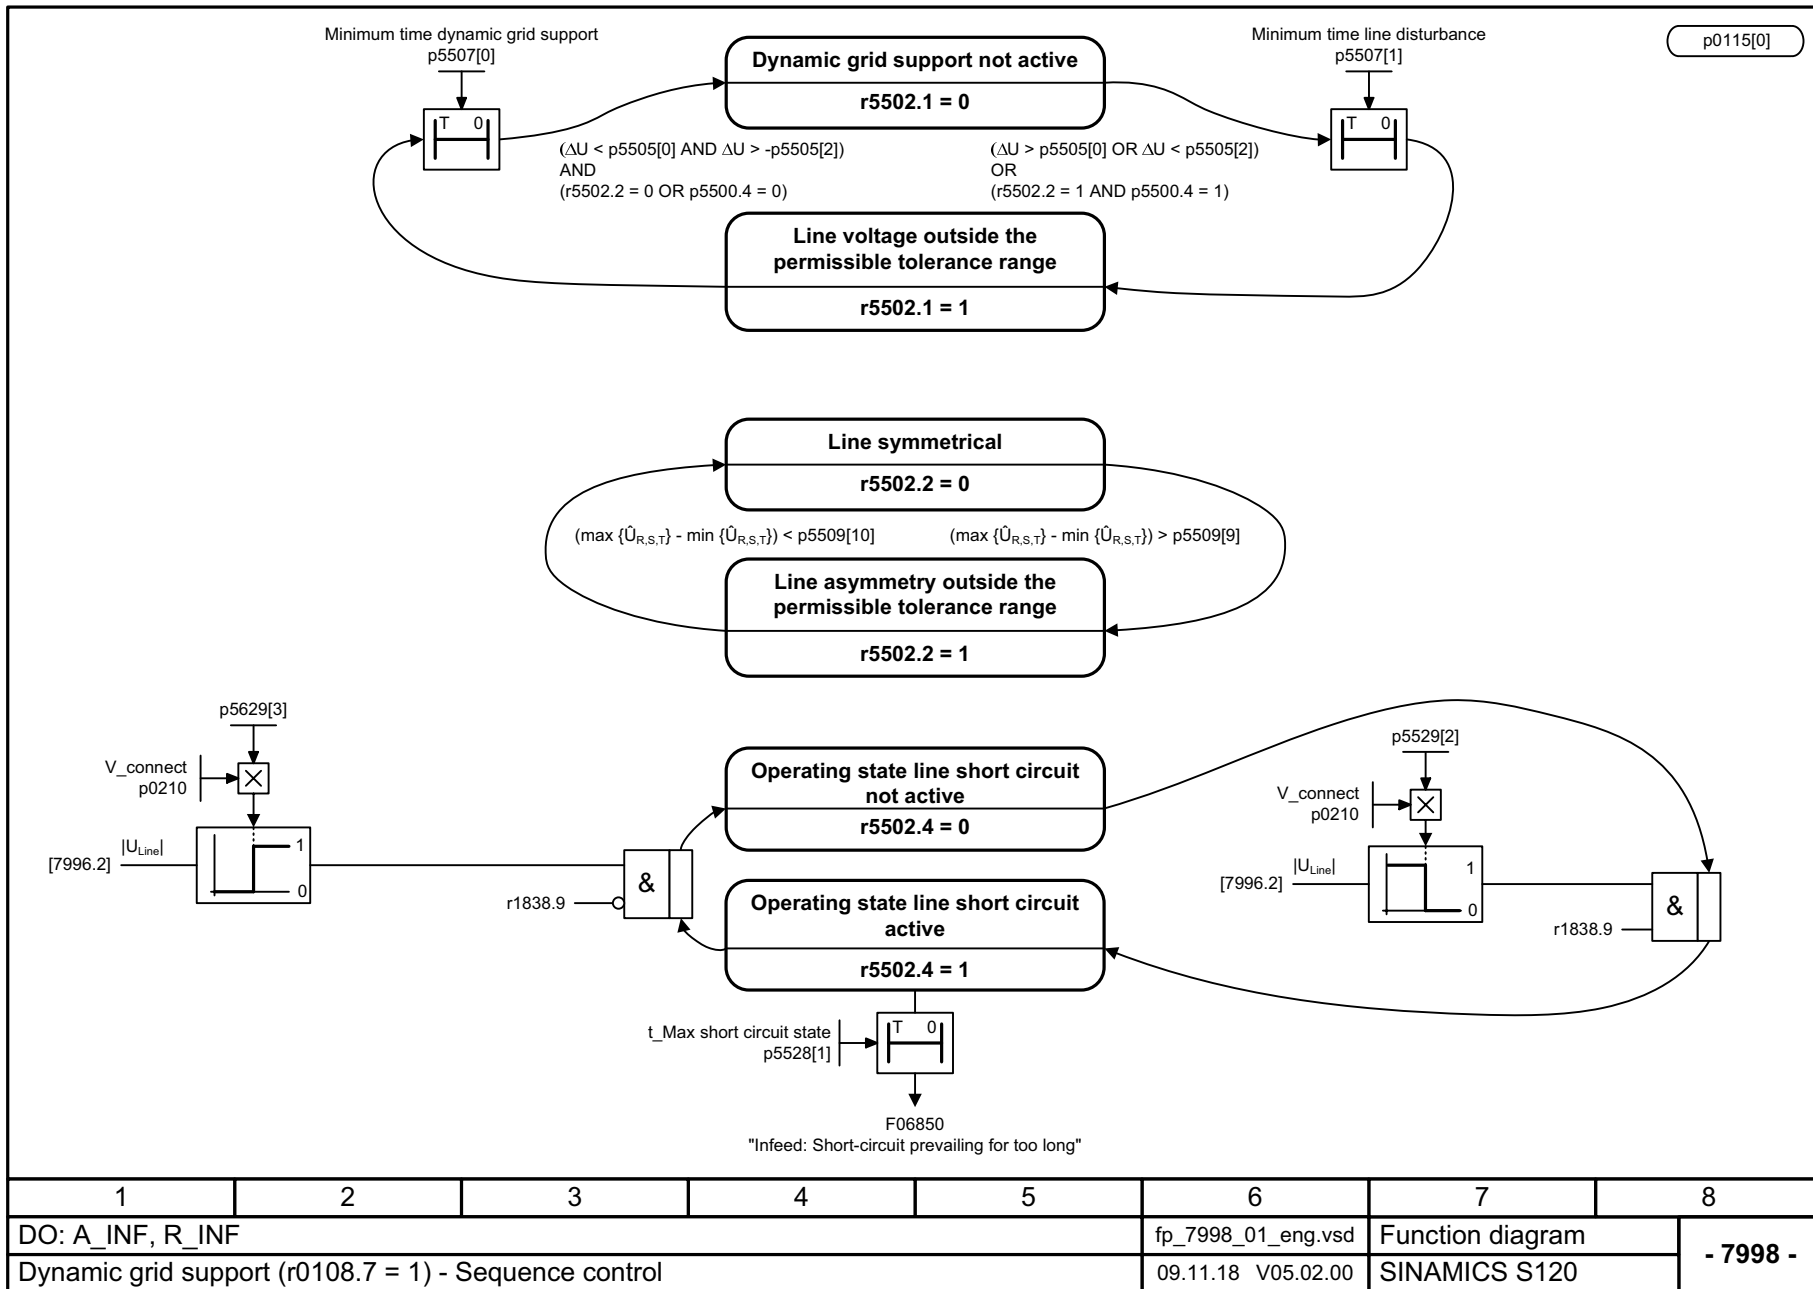 Minimum time dynamic grid support
p5507[0]
T 0
Dynamic grid support not active
r5502.1 = 0
Minimum time line disturbance
p5507[1]
T 0
p0115[0]
(ΔU < p5505[0] AND ΔU > -p5505[2])
AND
(r5502.2 = 0 OR p5500.4 = 0)
(ΔU > p5505[0] OR ΔU < p5505[2])
OR
(r5502.2 = 1 AND p5500.4 = 1)
Line voltage outside the
permissible tolerance range
r5502.1 = 1
Line symmetrical
r5502.2 = 0
(max {ÛR,S,T} - min {ÛR,S,T}) < p5509[10]
(max {ÛR,S,T} - min {ÛR,S,T}) > p5509[9]
Line asymmetry outside the
permissible tolerance range
r5502.2 = 1
p5629[3]
V_connect
p0210
[7996.2]
|ULine|
1
0
r1838.9
&
Operating state line short circuit
not active
r5502.4 = 0
Operating state line short circuit
active
r5502.4 = 1
p5529[2]
V_connect
p0210
[7996.2]
|ULine|
1
0
r1838.9
&
t_Max short circuit state
p5528[1]
T 0
F06850
"Infeed: Short-circuit prevailing for too long"
1 2 3 4 5 6 7 8
DO: A_INF, R_INF
fp_7998_01_eng.vsd
Function diagram
- 7998 -
Dynamic grid support (r0108.7 = 1) - Sequence control
09.11.18 V05.02.00
SINAMICS S120